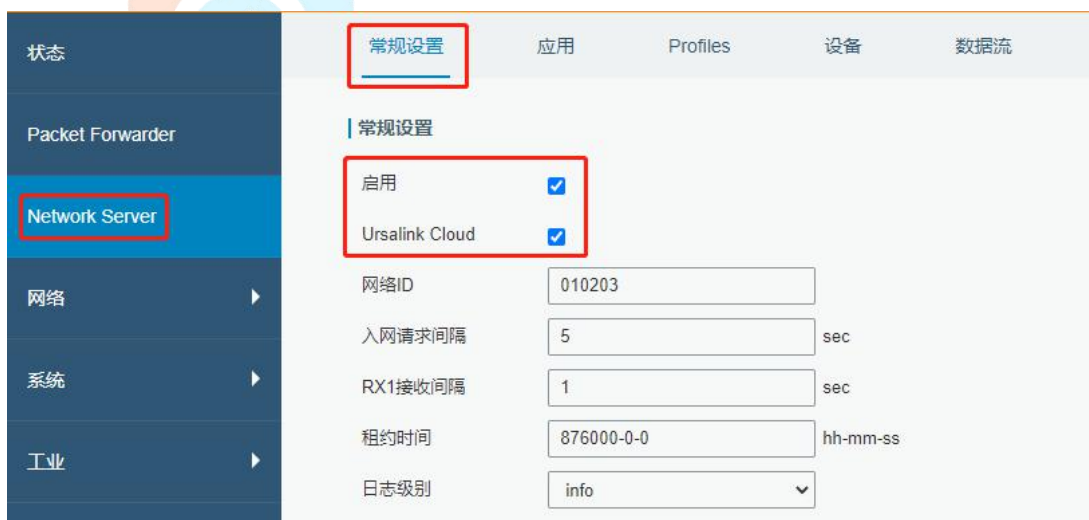 状态
Packet Forwarder
Network Server
网络
系统
工业
常规设置 应用 Profiles 设备 数据流
常规设置
启用
Ursalink Cloud
网络ID 010203
入网请求间隔 5 sec
RX1接收间隔 1 sec
租约时间 876000-0-0 hh-mm-ss
日志级别 info